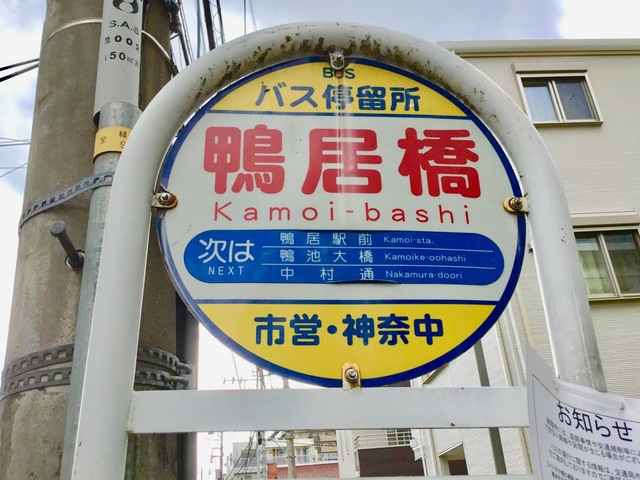 S.A.S
2002
150mm
BUS
バス停留所
鴨居橋
Kamoi-bashi
次は
NEXT
鴨居駅前 Kamoi-sta.
鴨池大橋 Kamoike-oohashi
中村通 Nakamura-doori
市営・神奈中
お知らせ